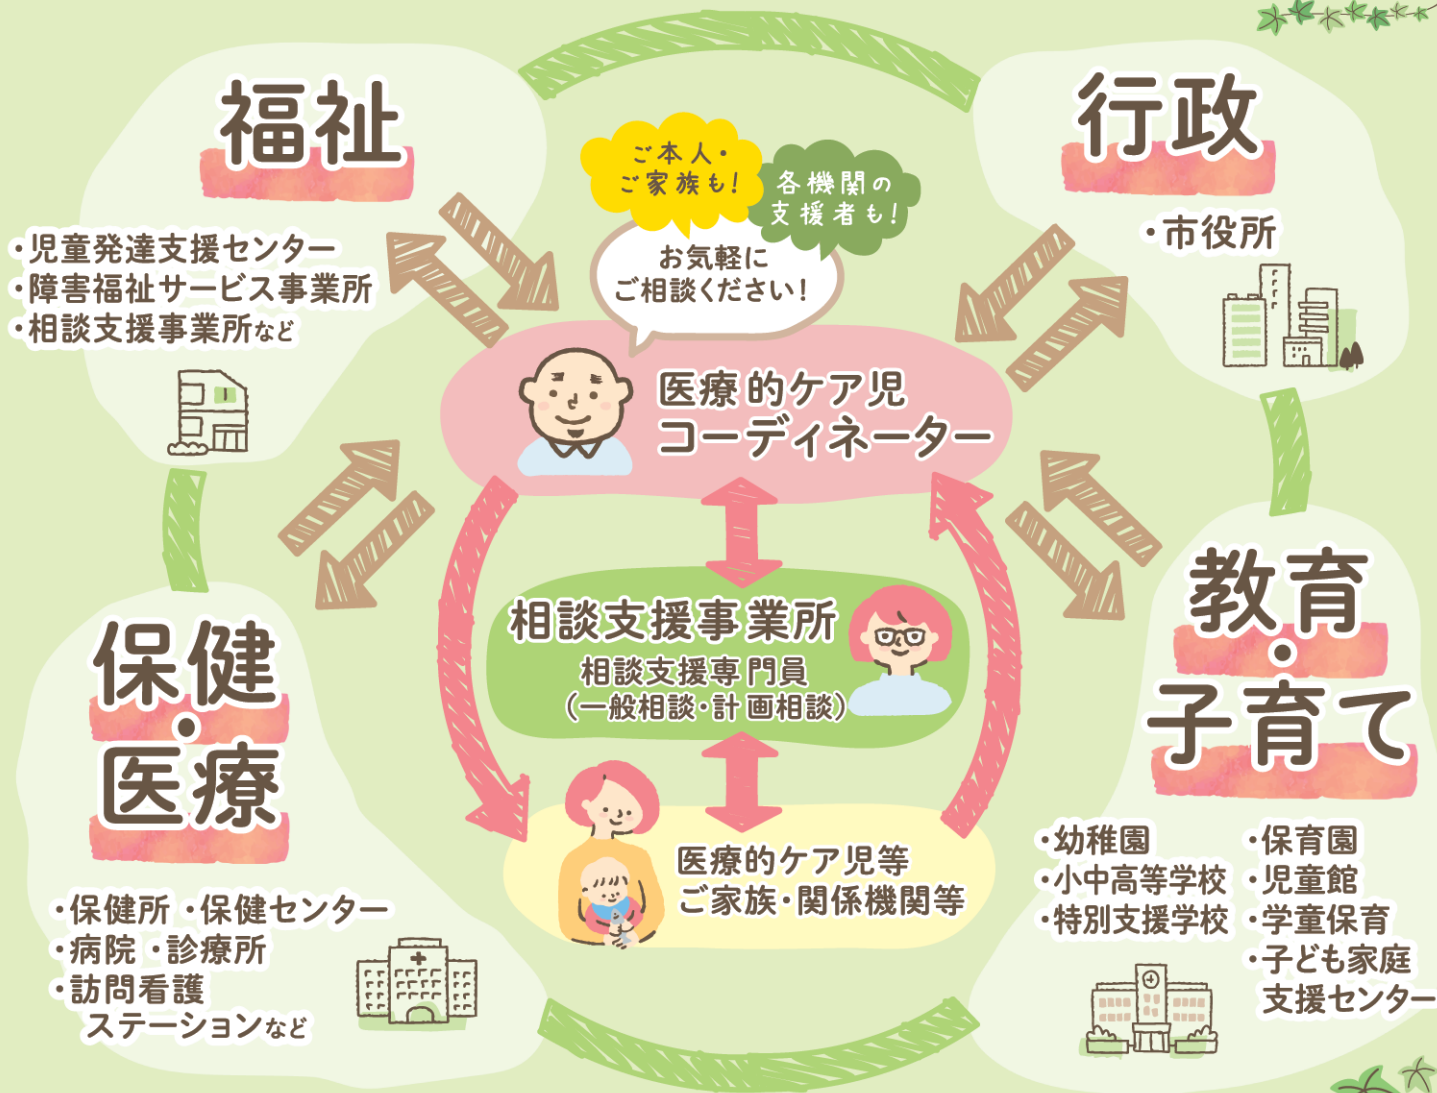 福祉
・児童発達支援センター
・障害福祉サービス事業所
・相談支援事業所など
行政
・市役所
ご本人・
ご家族も！
各機関の
支援者も！
お気軽に
ご相談ください！
医療的ケア児
コーディネーター
相談支援事業所
相談支援専門員
（一般相談・計画相談）
医療的ケア児等
ご家族・関係機関等
保健
・
医療
・保健所 ・保健センター
・病院 ・診療所
・訪問看護
ステーションなど
教育
・
子育て
・幼稚園
・小中高等学校
・特別支援学校
・保育園
・児童館
・学童保育
・子ども家庭
支援センター